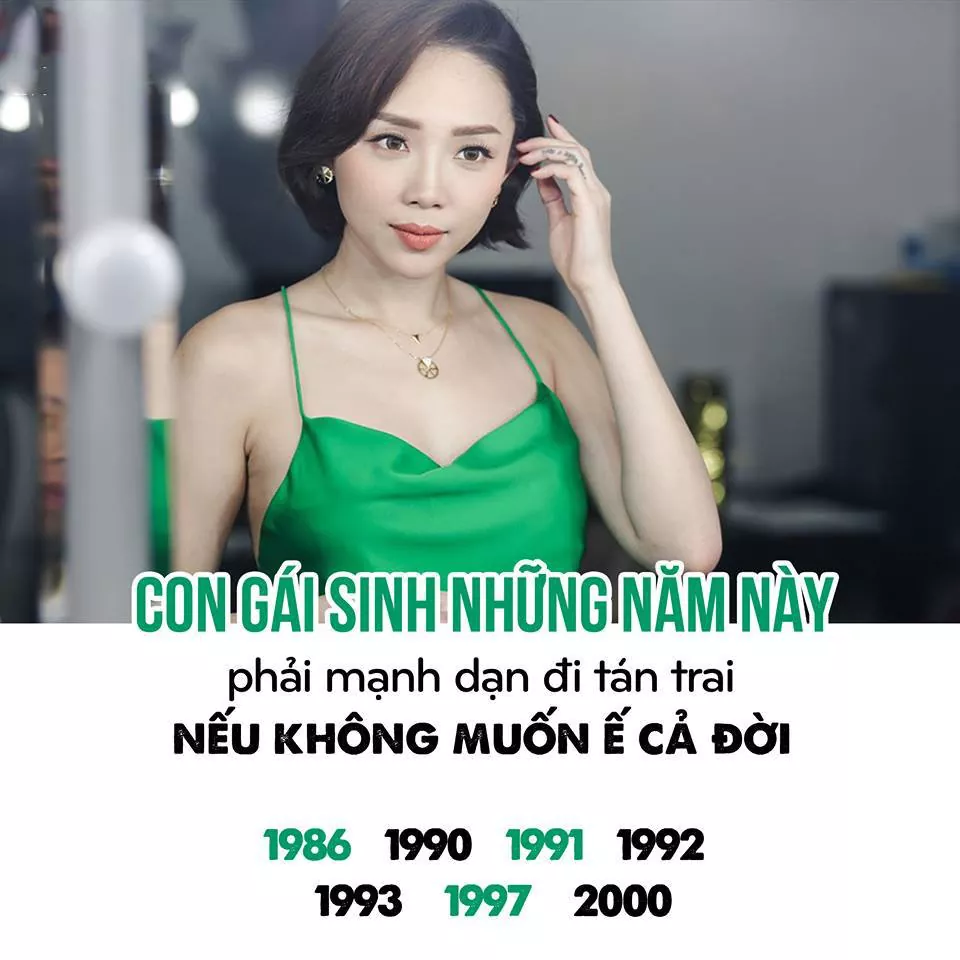 CON GÁI SINH NHỮNG NĂM NÀY
phải mạnh dạn đi tán trai
NẾU KHÔNG MUỐN Ế CẢ ĐỜI
1986 1990 1991 1992
1993 1997 2000